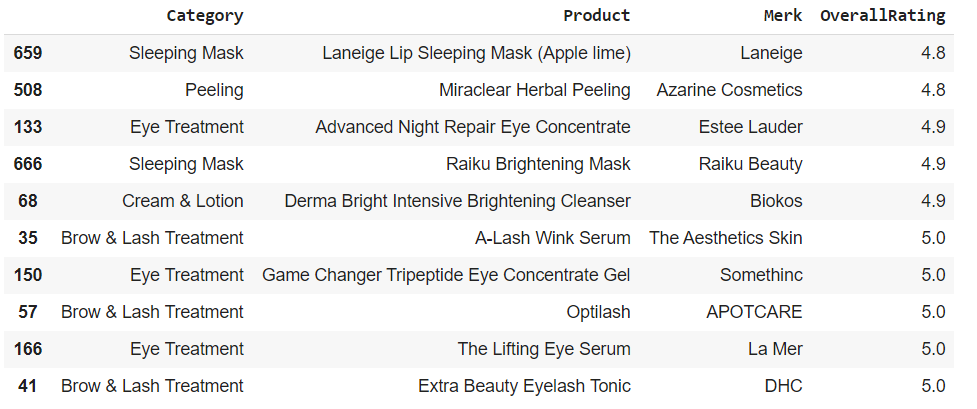 Category Product Merk OverallRating
659 Sleeping Mask Laneige Lip Sleeping Mask (Apple lime) Laneige 4.8
508 Peeling Miraclear Herbal Peeling Azarine Cosmetics 4.8
133 Eye Treatment Advanced Night Repair Eye Concentrate Estee Lauder 4.9
666 Sleeping Mask Raiku Brightening Mask Raiku Beauty 4.9
68 Cream & Lotion Derma Bright Intensive Brightening Cleanser Biokos 4.9
35 Brow & Lash Treatment A-Lash Wink Serum The Aesthetics Skin 5.0
150 Eye Treatment Game Changer Tripeptide Eye Concentrate Gel Somethinc 5.0
57 Brow & Lash Treatment Optilash APOTCARE 5.0
166 Eye Treatment The Lifting Eye Serum La Mer 5.0
41 Brow & Lash Treatment Extra Beauty Eyelash Tonic DHC 5.0